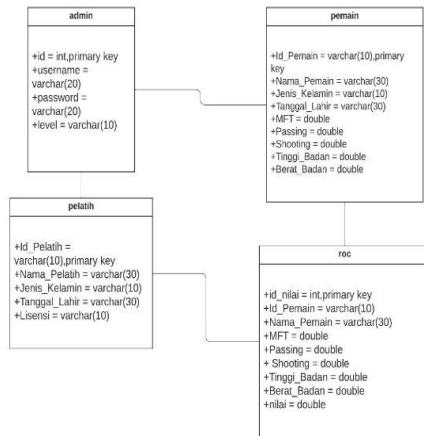 admin
+id = int,primary key
+username =
varchar(20)
+password =
varchar(20)
+level = varchar(10)
pemain
+Id_Pemain = varchar(10),primary
key
+Nama_Pemain = varchar(30)
+Jenis_Kelamin = varchar(10)
+Tanggal_Lahir = varchar(30)
+MFT = double
+Passing = double
+Shooting = double
+Tinggi_Badan = double
+Berat_Badan = double
pelatih
+Id_Pelatih =
varchar(10),primary key
+Nama_Pelatih = varchar(30)
+Jenis_Kelamin = varchar(10)
+Tanggal_Lahir = varchar(30)
+Lisensi = varchar(10)
roc
+id_nilai = int,primary key
+Id_Pemain = varchar(10)
+Nama_Pemain = varchar(30)
+MFT = double
+Passing = double
+ Shooting = double
+Tinggi_Badan = double
+Berat_Badan = double
+nilai = double